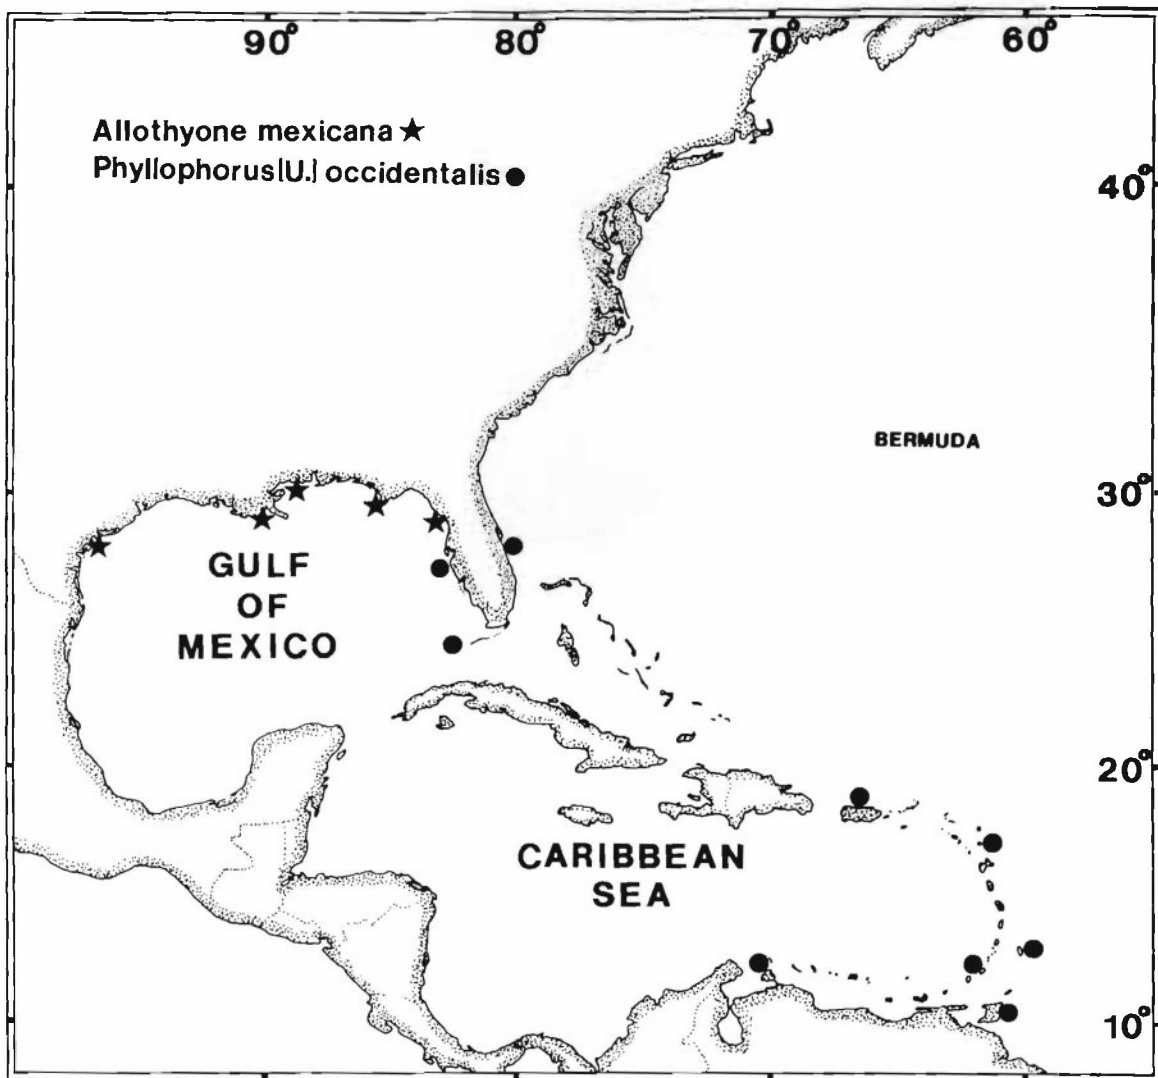 90° 80° 70° 60°
Allothyone mexicana ★
Phyllophorus[U.] occidentalis ●
40°
BERMUDA
30°
GULF
OF
MEXICO
20°
CARIBBEAN
SEA
10°